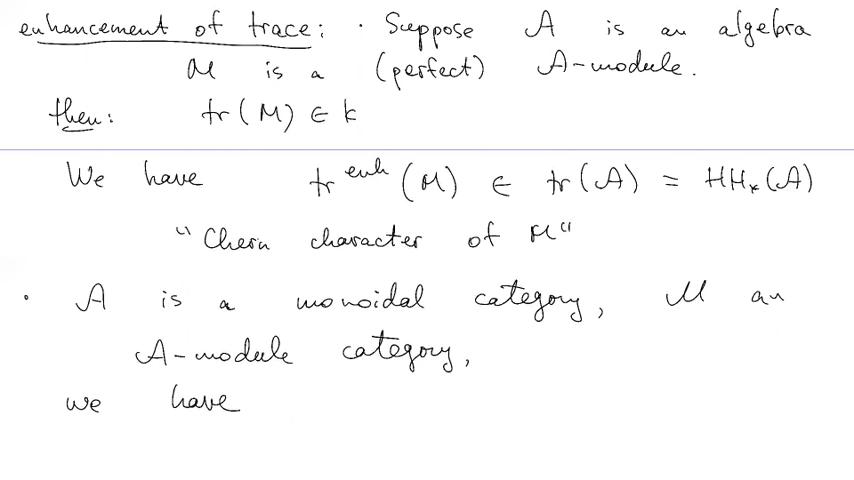 enhancement of trace: · Suppose A is an algebra
M is a (perfect) A-module.
then: tr(M) ∈ k
We have tr^enh (M) ∈ tr(A) = HH_*(A)
"Chern character of M"
· A is a monoidal category, M an
A-module category,
we have